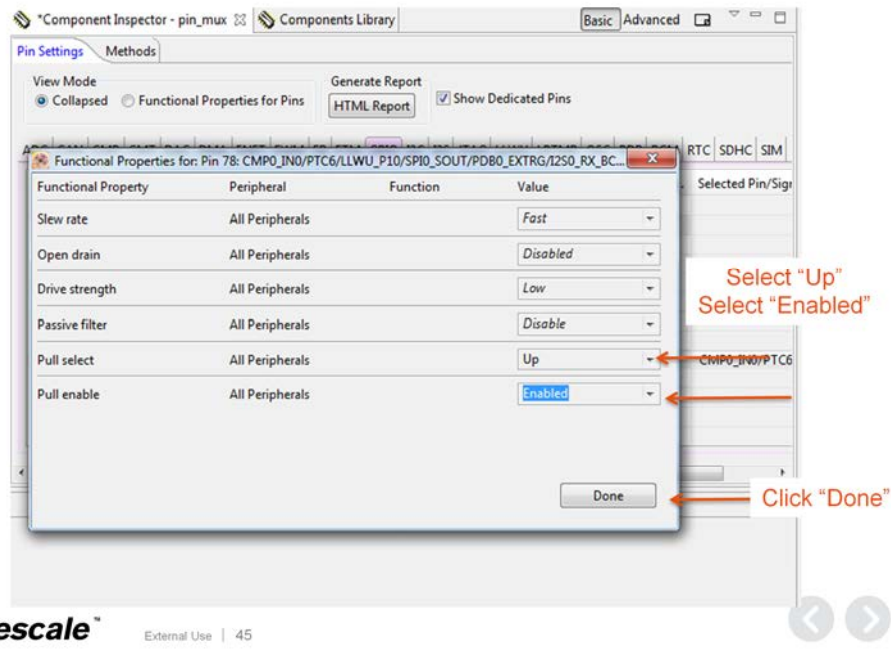 *Component Inspector - pin_mux Components Library Basic Advanced
Pin Settings Methods
View Mode
Collapsed Functional Properties for Pins
Generate Report
HTML Report
Show Dedicated Pins
RTC SDHC SIM
Functional Properties for: Pin 78: CMP0_IN0/PTC6/LLWU_P10/SPI0_SOUT/PDB0_EXTRG/I2S0_RX_BC...
Selected Pin/Sigr
Functional Property Peripheral Function Value
Slew rate All Peripherals Fast
Open drain All Peripherals Disabled
Drive strength All Peripherals Low
Passive filter All Peripherals Disable
Pull select All Peripherals Up
CMP0_IN0/PTC6
Pull enable All Peripherals Enabled
Done
Select “Up”
Select “Enabled”
Click “Done”
escale™
External Use | 45